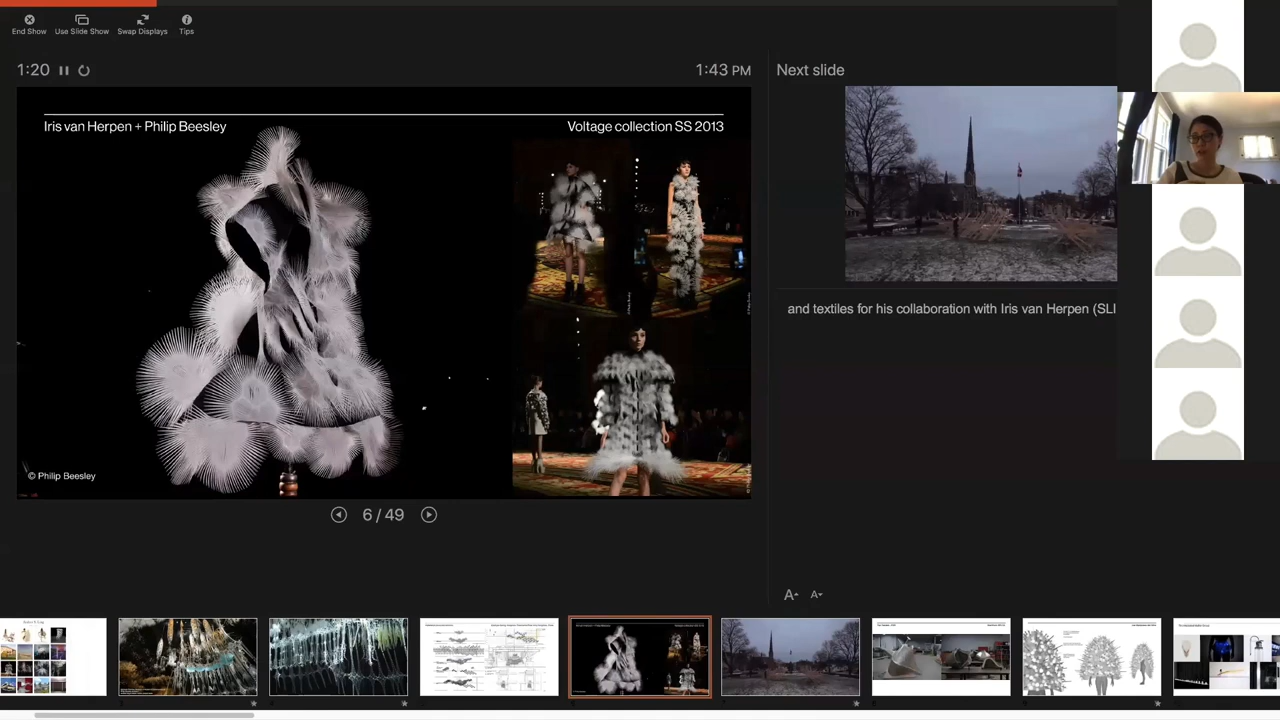 End Show
Use Slide Show
Swap Displays
Tips
1:20
1:43 PM
Next slide
Iris van Herpen + Philip Beesley
Voltage collection SS 2013
© Philip Beesley
and textiles for his collaboration with Iris van Herpen (SLI
6 / 49
A
A